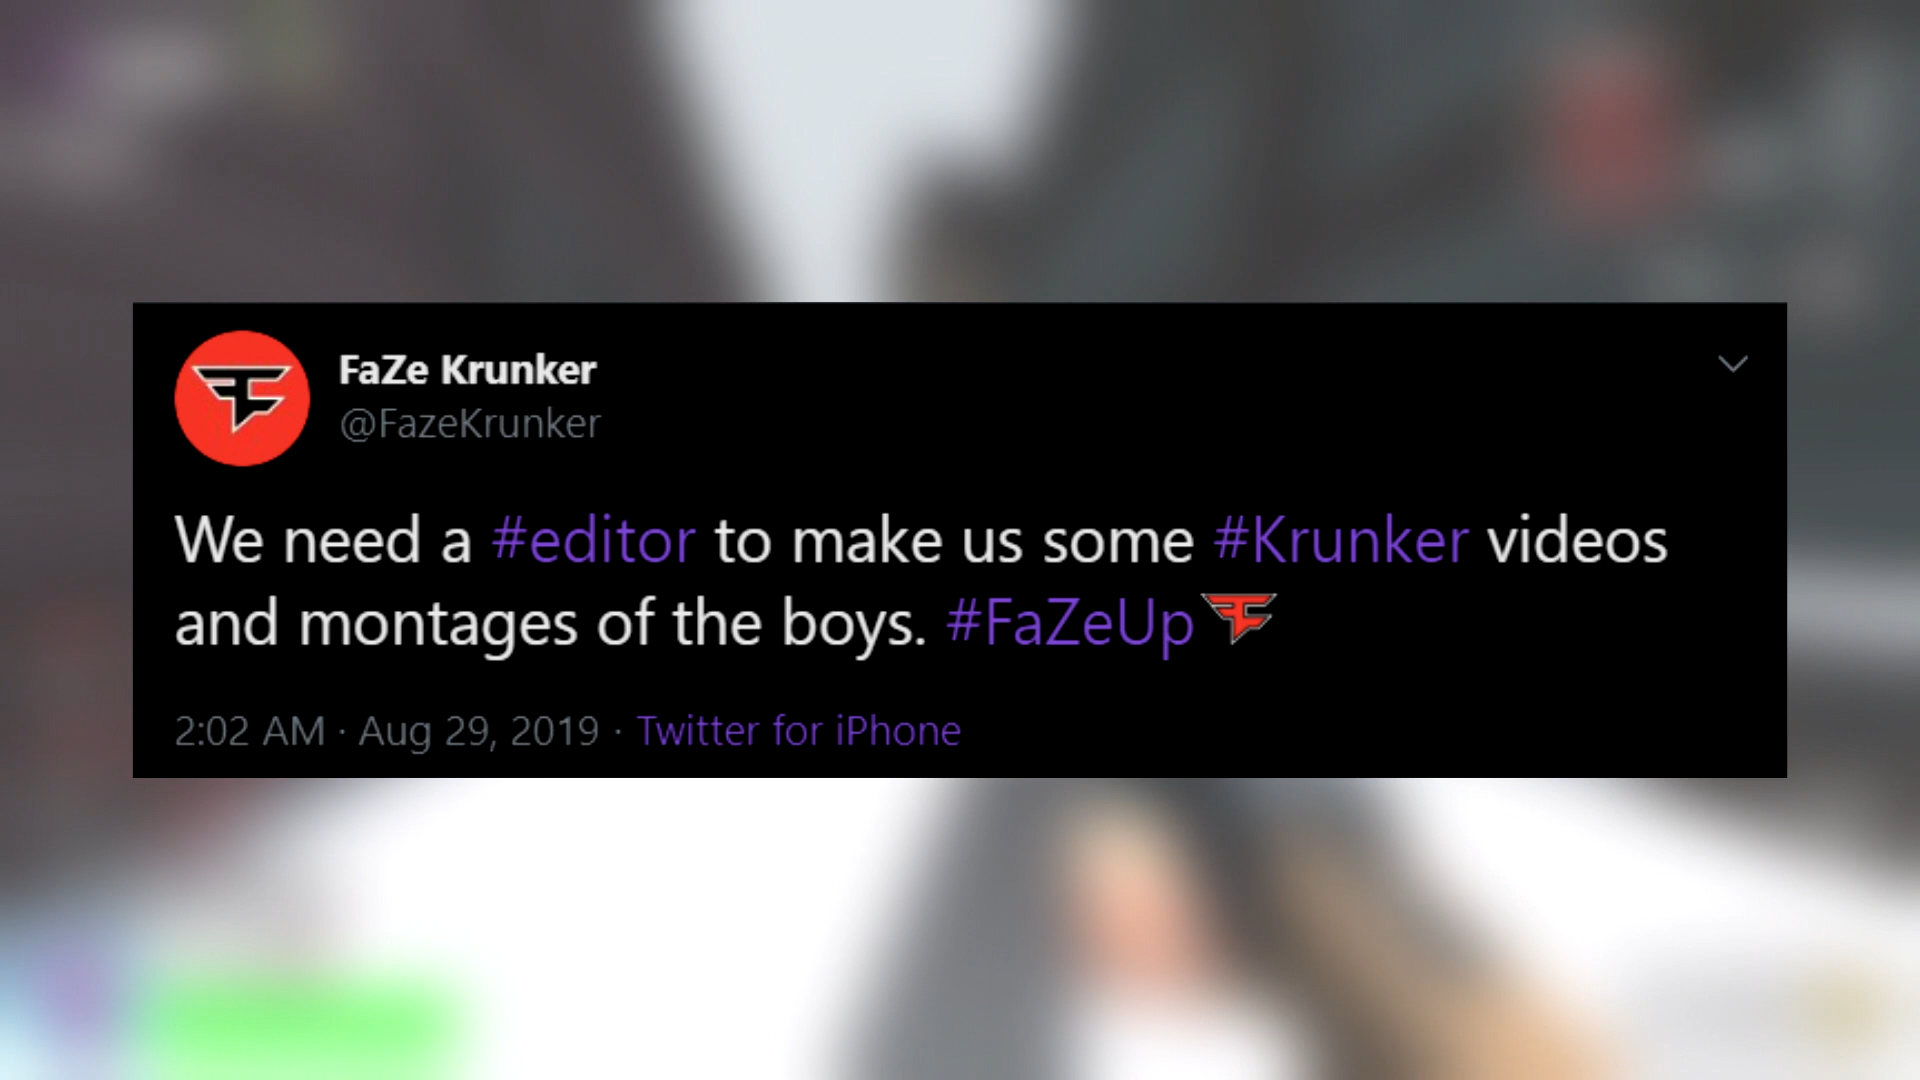 FaZe Krunker
@FazeKrunker
We need a #editor to make us some #Krunker videos
and montages of the boys. #FaZeUp
2:02 AM · Aug 29, 2019 · Twitter for iPhone